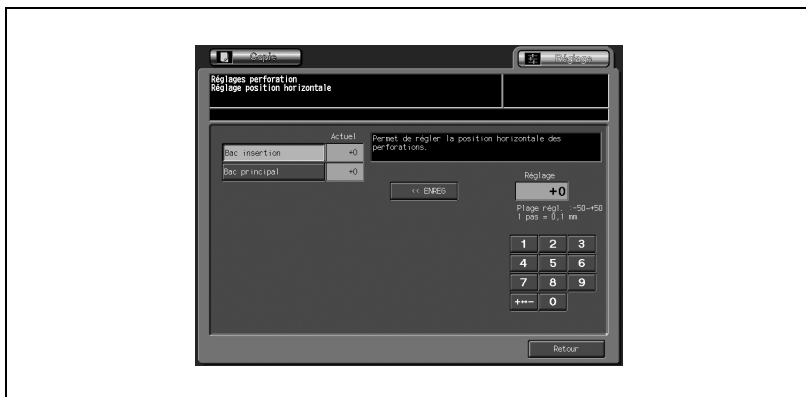 Copie
Réglage
Réglages perforation
Réglage position horizontale
Actuel
Bac insertion +0
Bac principal +0
Permet de régler la position horizontale des
perforations.
<< ENREG
Réglage
+0
Plage régl. :-50~+50
1 pas = 0,1 mm
1 2 3
4 5 6
7 8 9
+↔- 0
Retour